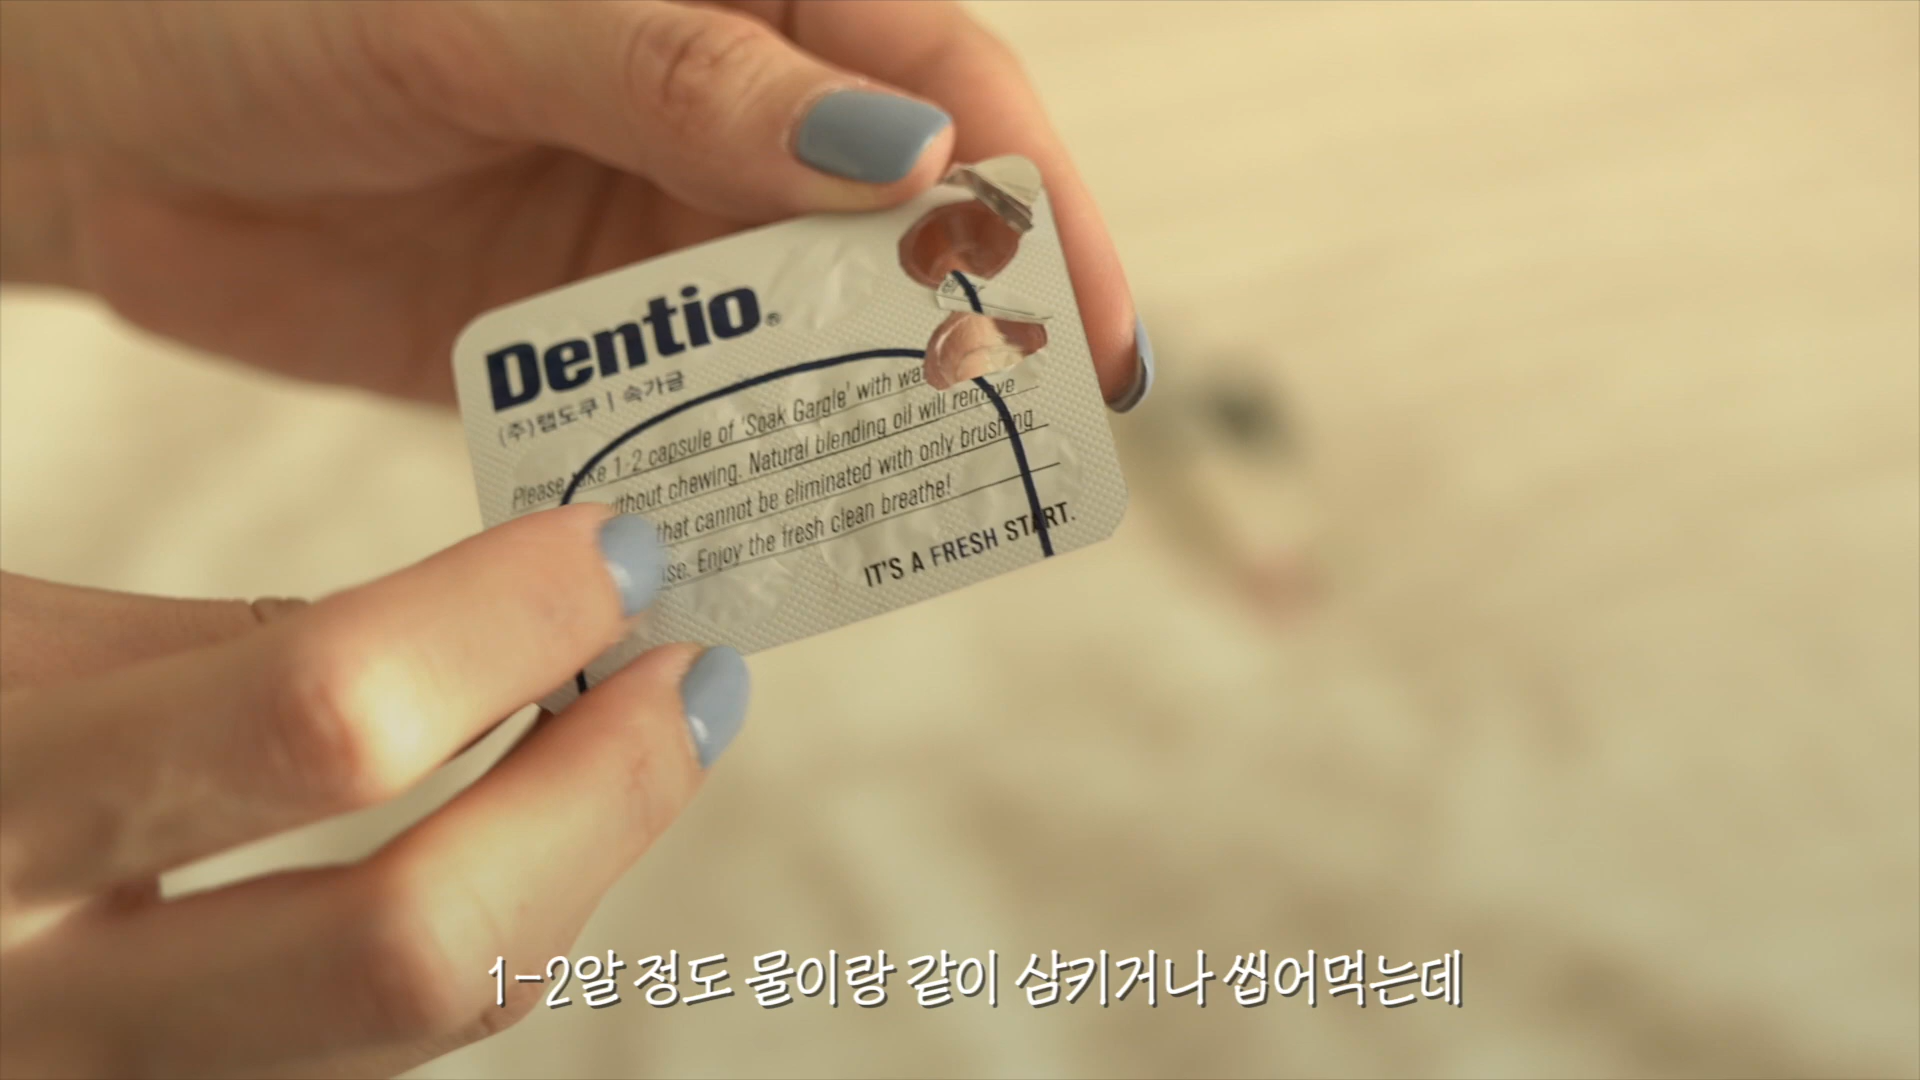 Dentio®
(주)랩도쿠 | 속가글
Please take 1-2 capsule of 'Soak Gargle' with
without chewing. Natural blending oil will remove
that cannot be eliminated with only brushing
Enjoy the fresh clean breathe!
IT'S A FRESH START.
1-2알 정도 물이랑 같이 삼키거나 씹어먹는데